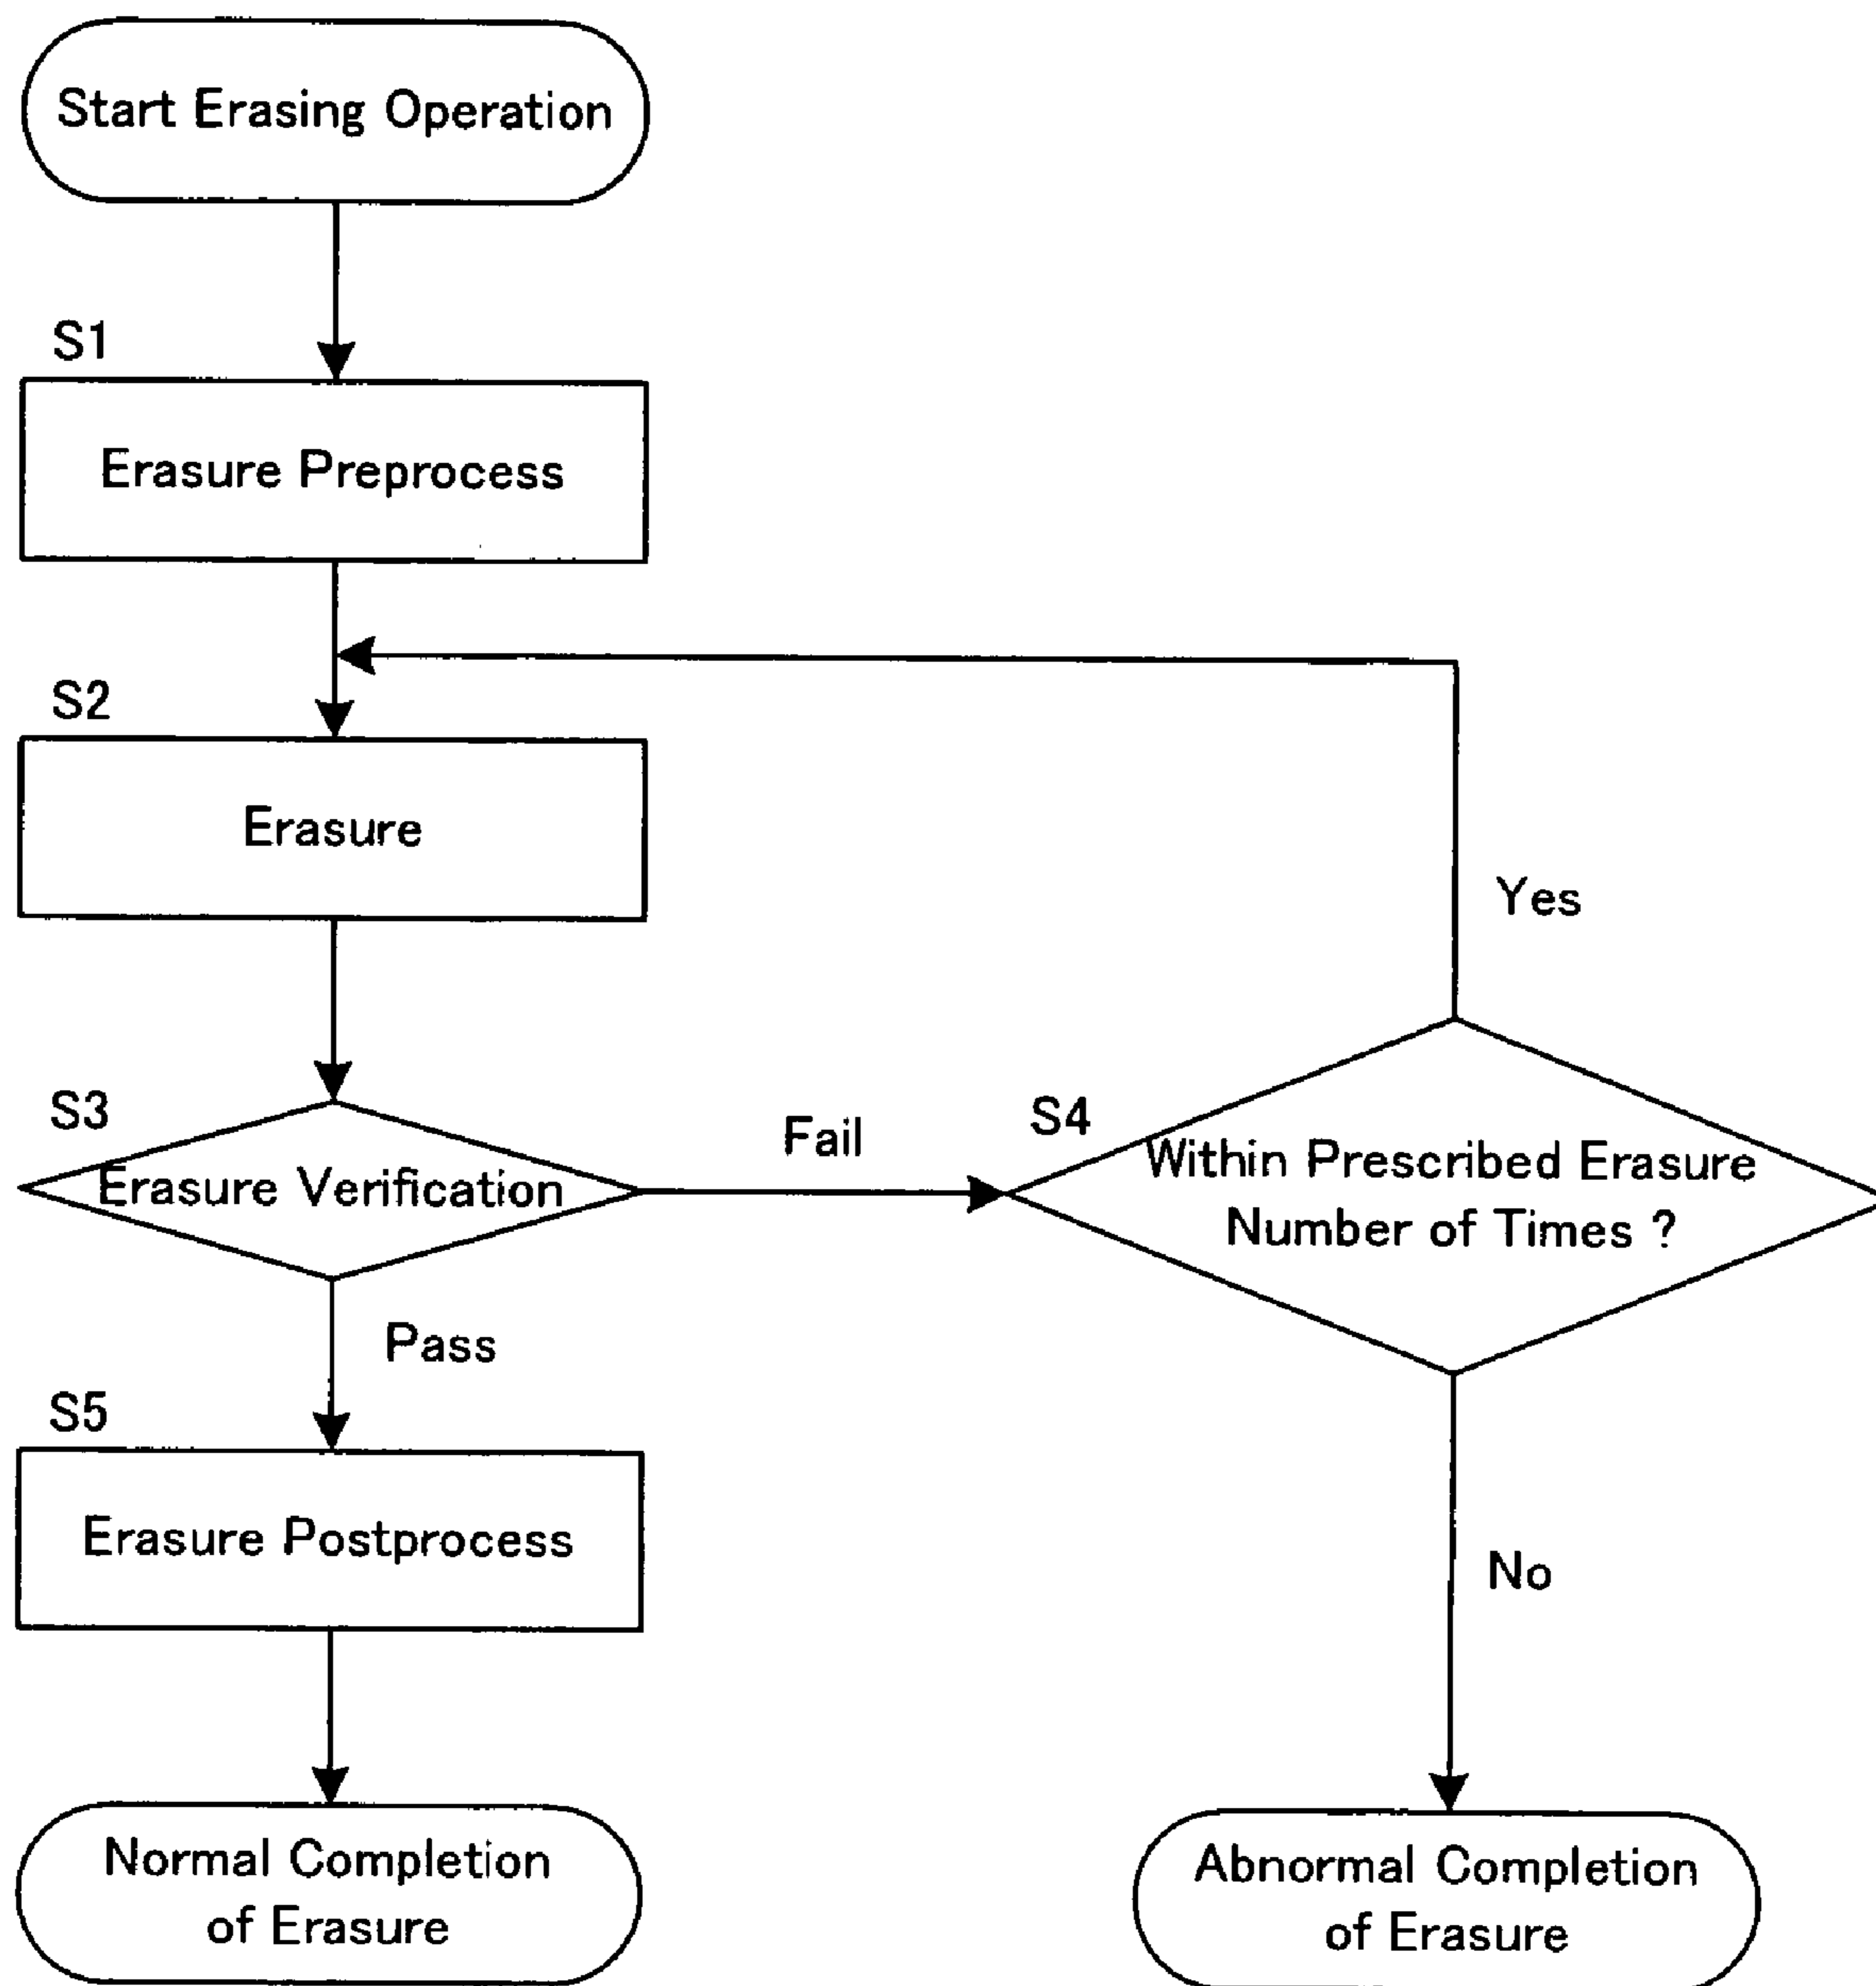 Start Erasing Operation
S1
Erasure Preprocess
S2
Erasure
Yes
S3
Erasure Verification
Fail
S4
Within Prescribed Erasure
Number of Times ?
Pass
S5
Erasure Postprocess
No
Normal Completion
of Erasure
Abnormal Completion
of Erasure